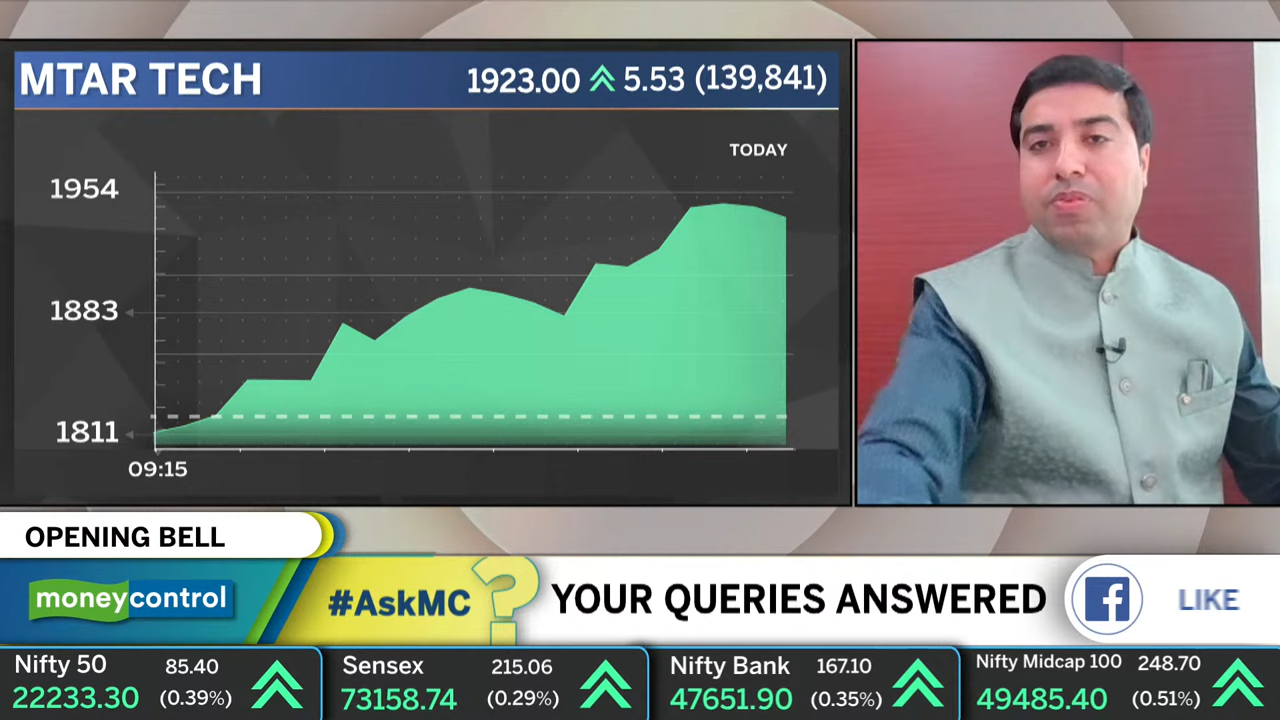 MTAR TECH
1923.00 5.53 (139,841)
TODAY
1954
1883
1811
09:15
OPENING BELL
moneycontrol
#AskMC?
YOUR QUERIES ANSWERED
f LIKE
Nifty 50 85.40
22233.30 (0.39%)
Sensex 215.06
73158.74 (0.29%)
Nifty Bank 167.10
47651.90 (0.35%)
Nifty Midcap 100 248.70
49485.40 (0.51%)